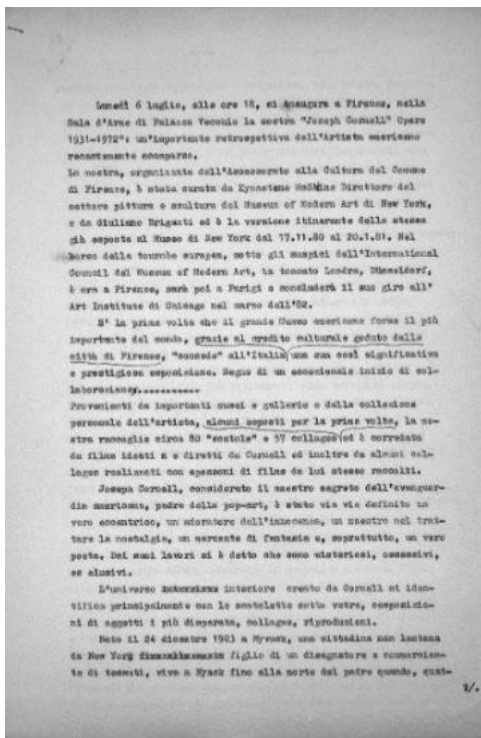 Lunedì 6 luglio, alle ore 18, si inaugura a Firenze, nella
Sala d'Arme di Palazzo Vecchio la mostra "Joseph Cornell" Opere
1931-1972": un'importante retrospettiva dell'Artista americano
recentemente scomparso.
La mostra, organizzata dall'Assessorato alla Cultura del Comune
di Firenze, è stata curata da Kynastone McShine Direttore del
settore pitture e sculture del Museum of Modern Art di New York,
e da Giuliano Briganti ed è la versione itinerante della stessa
già esposta al Museo di New York dal 17.11.80 al 20.1.81. Nel
corso della tournée europea, sotto gli auspici dell'International
Council del Museum of Modern Art, ha toccato Londra, Düsseldorf,
è ora a Firenze, sarà poi a Parigi e concluderà il suo giro all'
Art Institute di Chicago nel marzo dell'82.
E' la prima volta che il grande Museo americano forse il più
importante del mondo, grazie al credito culturale goduto dalla
città di Firenze, "concede" all'Italia una sua così significativa
e prestigiosa esposizione. Segno di un eccezionale inizio di col-
laborazione
Provenienti da importanti musei e gallerie e dalla collezione
personale dell'artista, alcuni esposti per la prima volta, la mo-
stra raccoglie circa 80 "scatole" e 57 collages ed è correlata
da films ideati e diretti da Cornell ed inoltre da alcuni col-
lages realizzati con spezzoni di films da lui stesso raccolti.
Joseph Cornell, considerato il maestro segreto dell'avanguar-
dia americana, padre della pop-art, è stato via via definito un
vero eccentrico, un adoratore dell'innocenza, un maestro nel trat-
tare la nostalgia, un mercante di fantasia e, soprattutto, un vero
poeta. Dei suoi lavori si è detto che sono misteriosi, ossessivi,
ed elusivi.
L'universo interiore creato da Cornell si iden-
tifica principalmente con le scatolette sotto vetro, composizio-
ni di oggetti i più disparati, collages, riproduzioni.
Nato il 24 dicembre 1903 a Nyack, una cittadina non lontana
da New York figlio di un disegnatore e commercian-
te di tessuti, vive a Nyack fino alla morte del padre quando, quat-
2/.